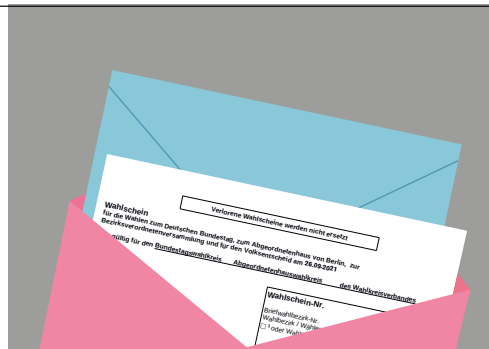 Verlorene Wahlscheine werden nicht ersetzt
Wahlschein
für die Wahlen zum Deutschen Bundestag, zum Abgeordnetenhaus von Berlin, zur
Bezirksverordnetenversammlung und für den Volksentscheid am 26.09.2021
gültig für den Bundestagswahlkreis Abgeordnetenhauswahlkreis des Wahlkreisverbandes
Wahlschein-Nr.
Briefwahlbezirk-Nr.
Wahlbezirk /
oder